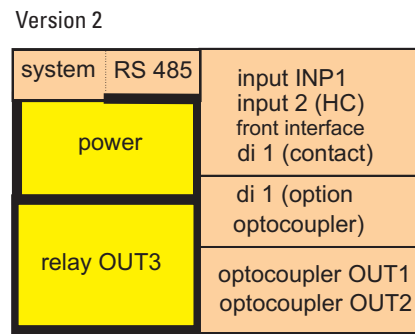 Version 2
system RS 485
power
relay OUT3
input INP1
input 2 (HC)
front interface
di 1 (contact)
di 1 (option
optocoupler)
optocoupler OUT1
optocoupler OUT2